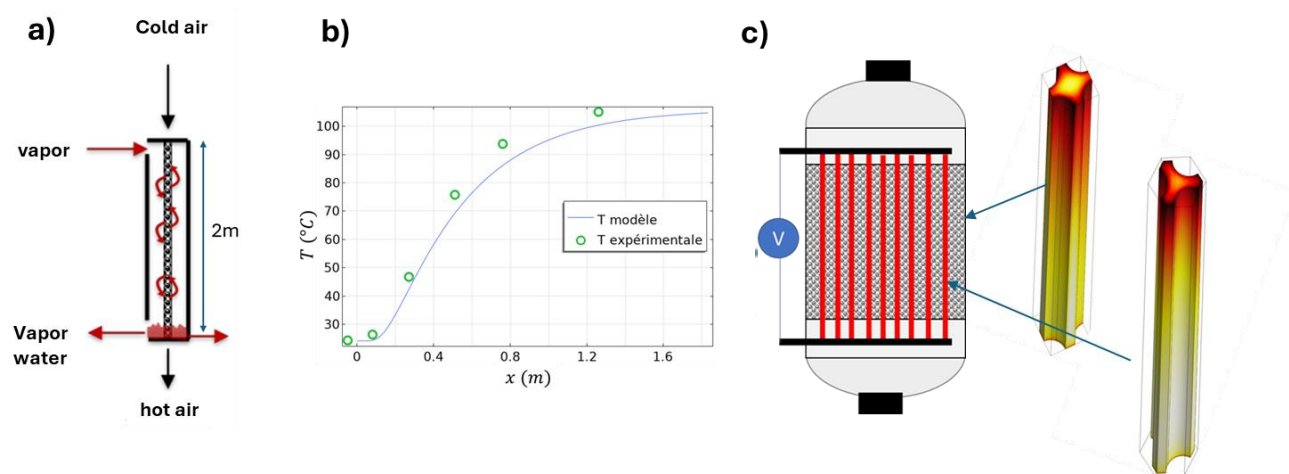 a)
Cold air
vapor
2m
Vapor
water
hot air
b)
100
90
80
70
60
50
40
30
T (°C)
T modèle
T expérimentale
0
0.4
0.8
1.2
1.6
x (m)
c)
V